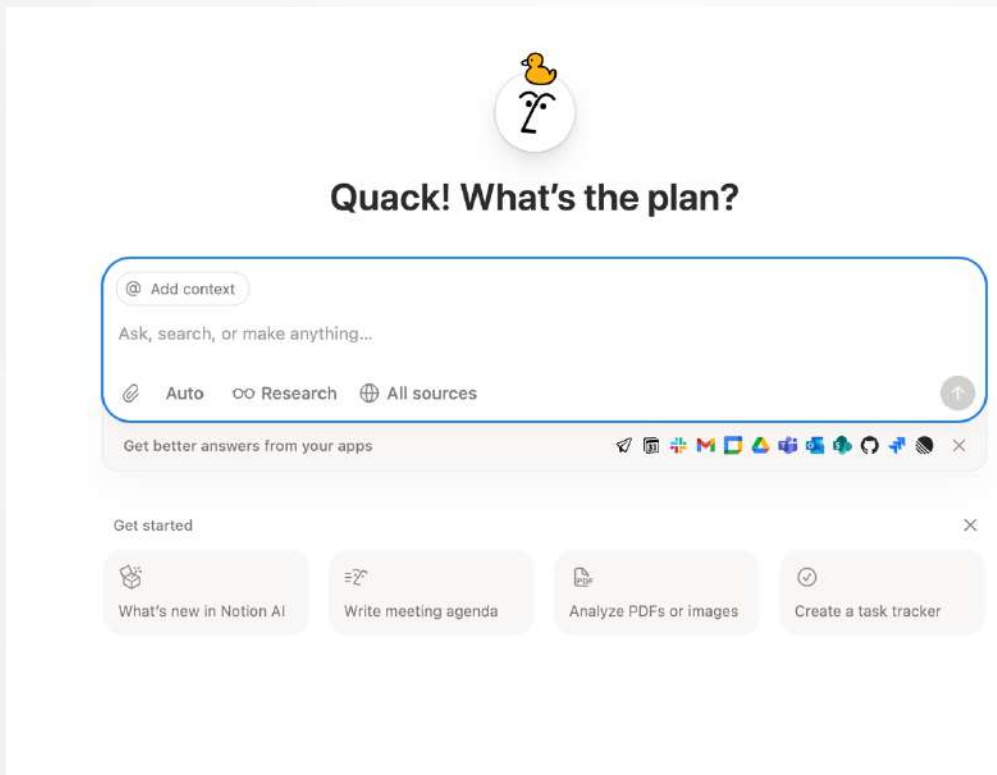 Quack! What's the plan?
@ Add context
Ask, search, or make anything...
Auto Research All sources
Get better answers from your apps
Get started
What's new in Notion AI
Write meeting agenda
PDF
Analyze PDFs or images
Create a task tracker